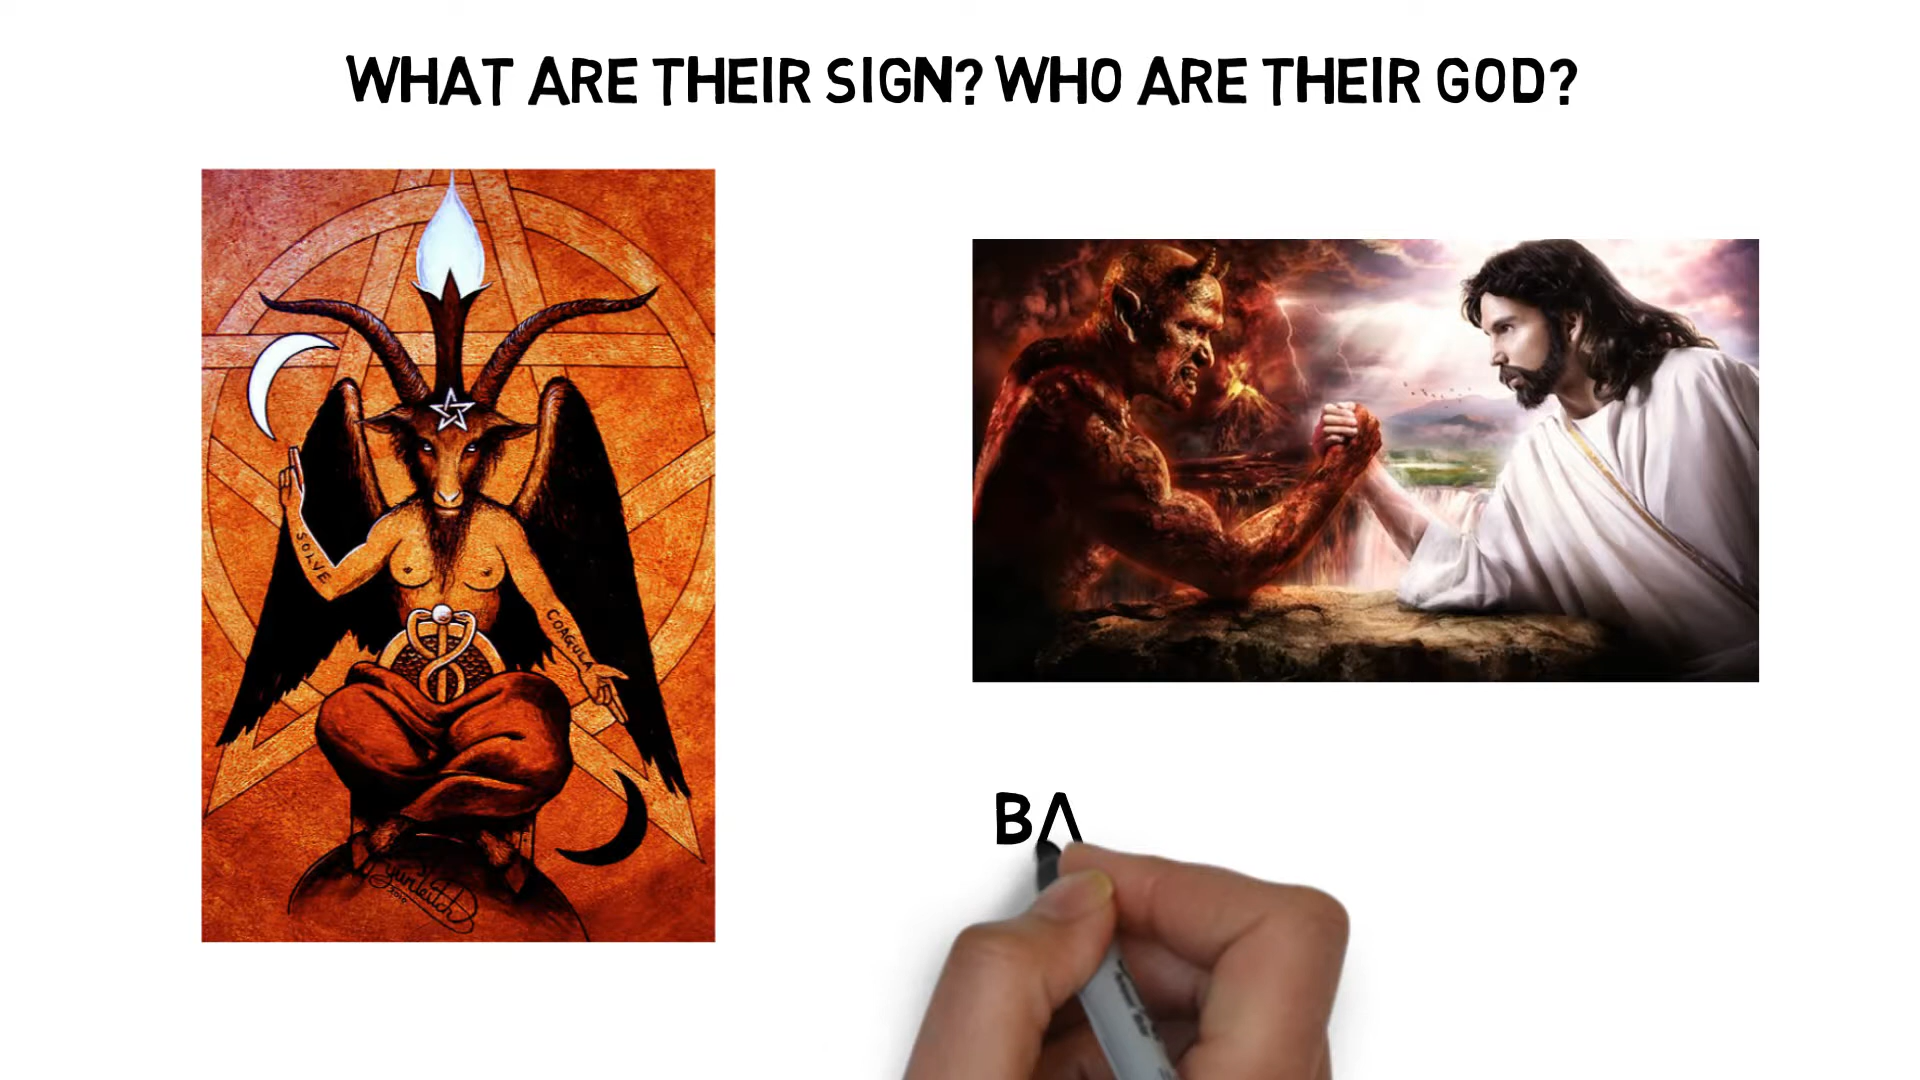 WHAT ARE THEIR SIGN? WHO ARE THEIR GOD?
SOLVE
COAGULA
BA